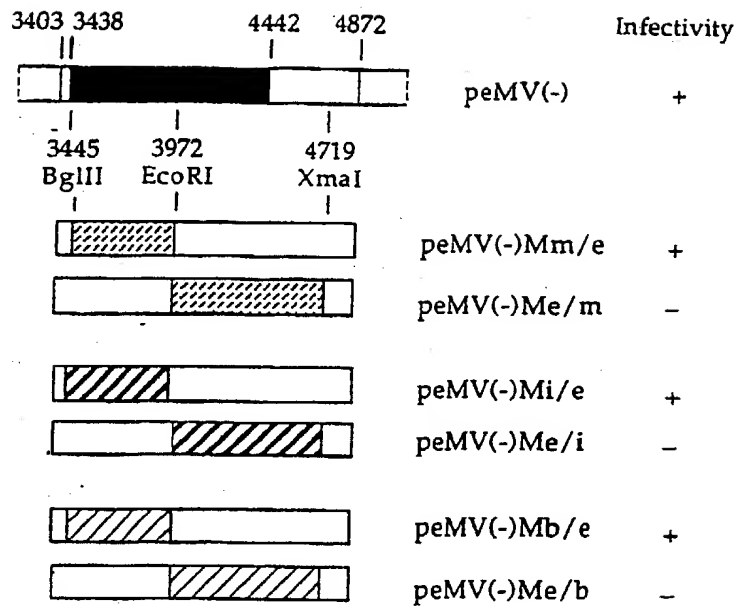 3403 3438 4442 4872 Infectivity
peMV(-) +
3445 3972 4719
BglII EcoRI XmaI
peMV(-)Mm/e +
peMV(-)Me/m −
peMV(-)Mi/e +
peMV(-)Me/i −
peMV(-)Mb/e +
peMV(-)Me/b −